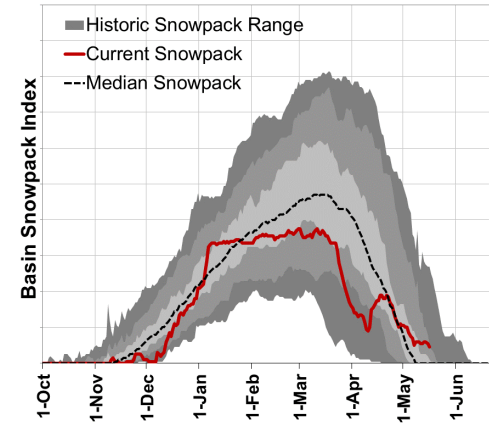 Historic Snowpack Range
Current Snowpack
Median Snowpack
Basin Snowpack Index
1-Oct
1-Nov
1-Dec
1-Jan
1-Feb
1-Mar
1-Apr
1-May
1-Jun